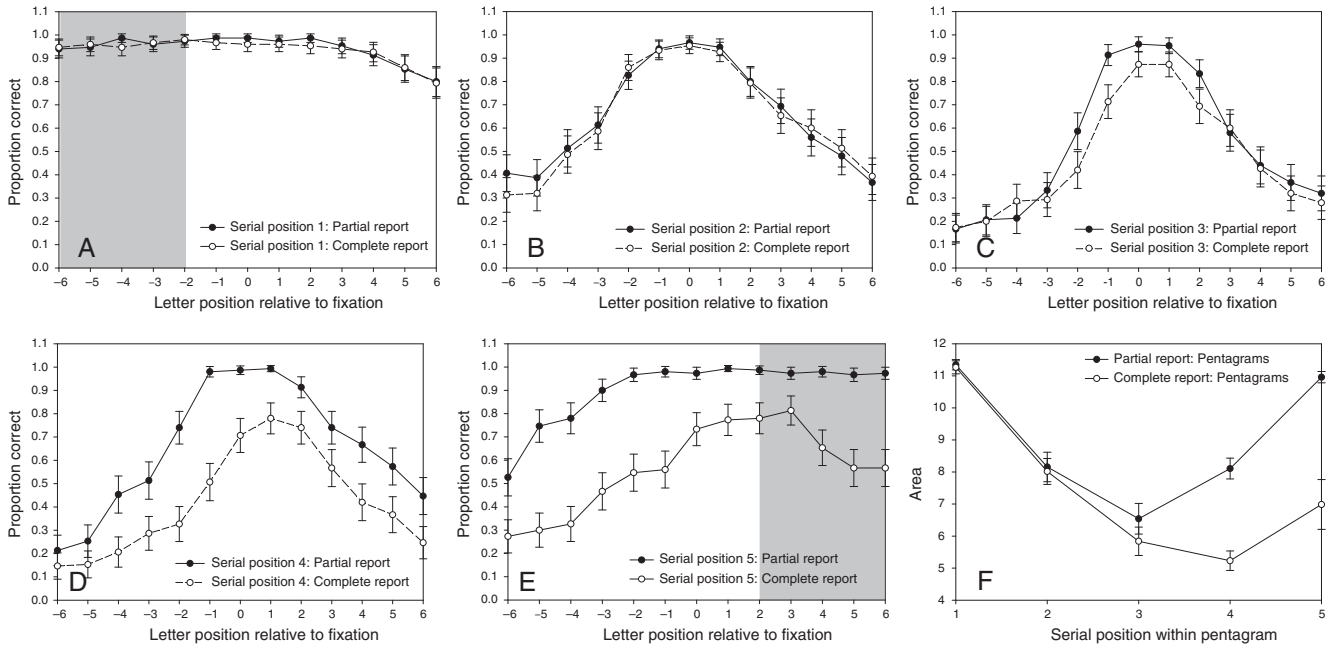 Proportion correct
1.1
1.0
0.9
0.8
0.7
0.6
0.5
0.4
0.3
0.2
0.1
0.0
Serial position 1: Partial report
Serial position 1: Complete report
A
–6 –5 –4 –3 –2 –1 0 1 2 3 4 5 6
Letter position relative to fixation
Proportion correct
1.1
1.0
0.9
0.8
0.7
0.6
0.5
0.4
0.3
0.2
0.1
0.0
Serial position 2: Partial report
Serial position 2: Complete report
B
–6 –5 –4 –3 –2 –1 0 1 2 3 4 5 6
Letter position relative to fixation
Proportion correct
1.1
1.0
0.9
0.8
0.7
0.6
0.5
0.4
0.3
0.2
0.1
0.0
Serial position 3: Ppartial report
Serial position 3: Complete report
C
-6 -5 -4 -3 -2 -1 0 1 2 3 4 5 6
Letter position relative to fixation
Proportion correct
1.1
1.0
0.9
0.8
0.7
0.6
0.5
0.4
0.3
0.2
0.1
0.0
Serial position 4: Partial report
Serial position 4: Complete report
D
–6 –5 –4 –3 –2 –1 0 1 2 3 4 5 6
Letter position relative to fixation
Proportion correct
1.1
1.0
0.9
0.8
0.7
0.6
0.5
0.4
0.3
0.2
0.1
0.0
Serial position 5: Partial report
Serial position 5: Complete report
E
–6 –5 –4 –3 –2 –1 0 1 2 3 4 5 6
Letter position relative to fixation
Area
12
11
10
9
8
7
6
5
4
Partial report: Pentagrams
Complete report: Pentagrams
F
1 2 3 4 5
Serial position within pentagram